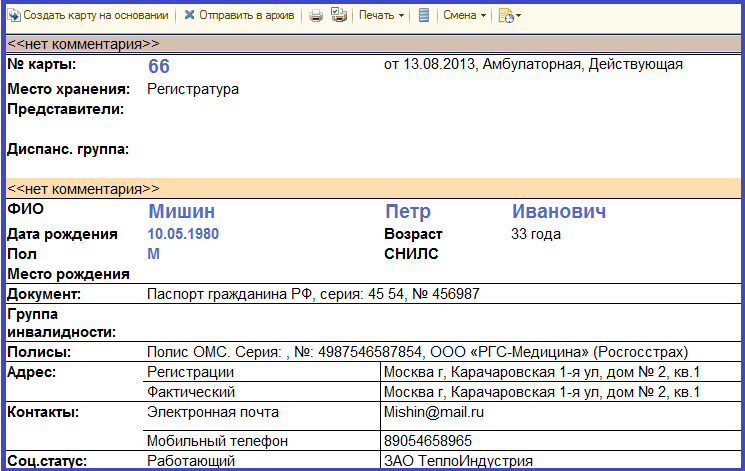 Создать карту на основании Отправить в архив Печать Смена
<<нет комментария>>
№ карты: 66 от 13.08.2013, Амбулаторная, Действующая
Место хранения: Регистратура
Представители:
Диспанс. группа:
<<нет комментария>>
ФИО Мишин Петр Иванович
Дата рождения 10.05.1980 Возраст 33 года
Пол М СНИЛС
Место рождения
Документ: Паспорт гражданина РФ, серия: 45 54, № 456987
Группа
инвалидности:
Полисы: Полис ОМС. Серия: , №: 4987546587854, ООО «РГС-Медицина» (Росгосстрах)
Адрес: Регистрации Москва г, Карачаровская 1-я ул, дом № 2, кв.1
Фактический Москва г, Карачаровская 1-я ул, дом № 2, кв.1
Контакты: Электронная почта Mishin@mail.ru
Мобильный телефон 89054658965
Соц.статус: Работающий ЗАО ТеплоИндустрия